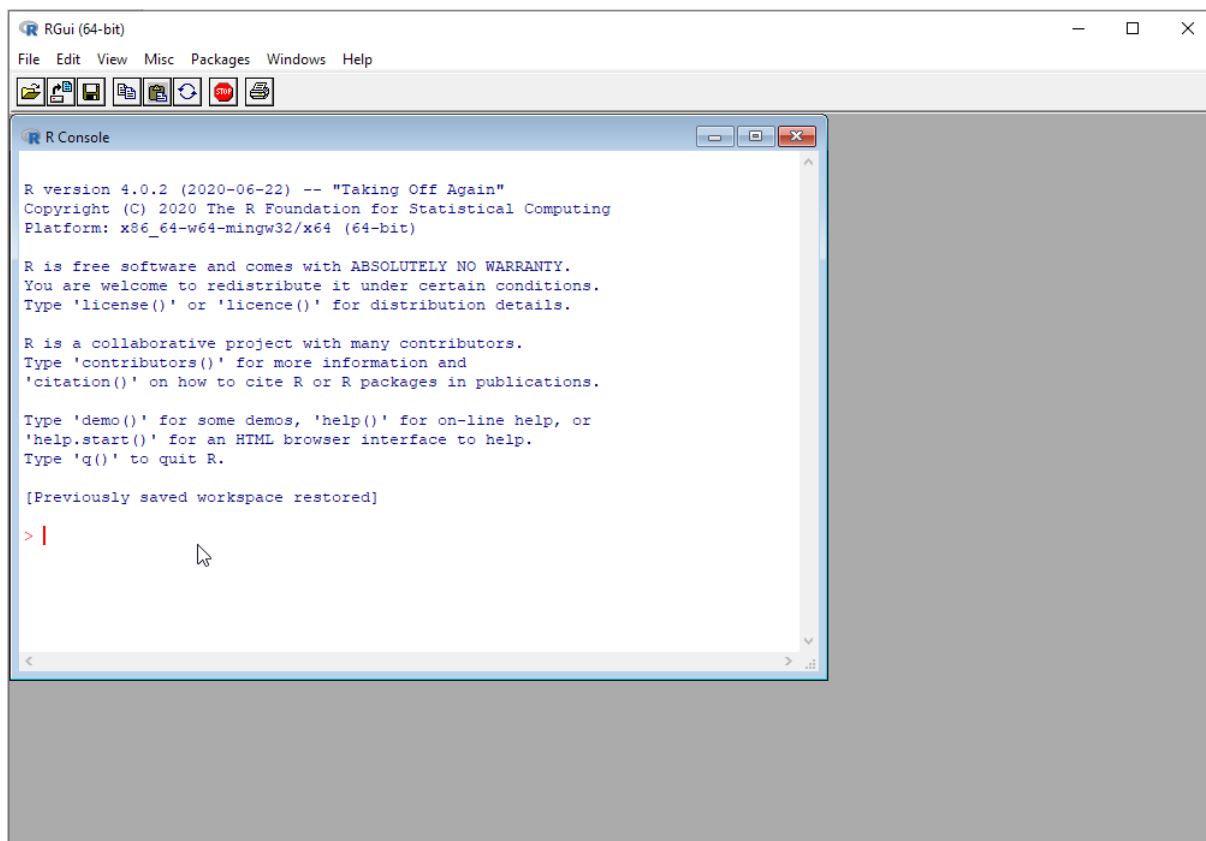 RGui (64-bit)
File Edit View Misc Packages Windows Help
STOP
R Console
R version 4.0.2 (2020-06-22) -- "Taking Off Again"
Copyright (C) 2020 The R Foundation for Statistical Computing
Platform: x86_64-w64-mingw32/x64 (64-bit)
R is free software and comes with ABSOLUTELY NO WARRANTY.
You are welcome to redistribute it under certain conditions.
Type 'license()' or 'licence()' for distribution details.
R is a collaborative project with many contributors.
Type 'contributors()' for more information and
'citation()' on how to cite R or R packages in publications.
Type 'demo()' for some demos, 'help()' for on-line help, or
'help.start()' for an HTML browser interface to help.
Type 'q()' to quit R.
[Previously saved workspace restored]
>